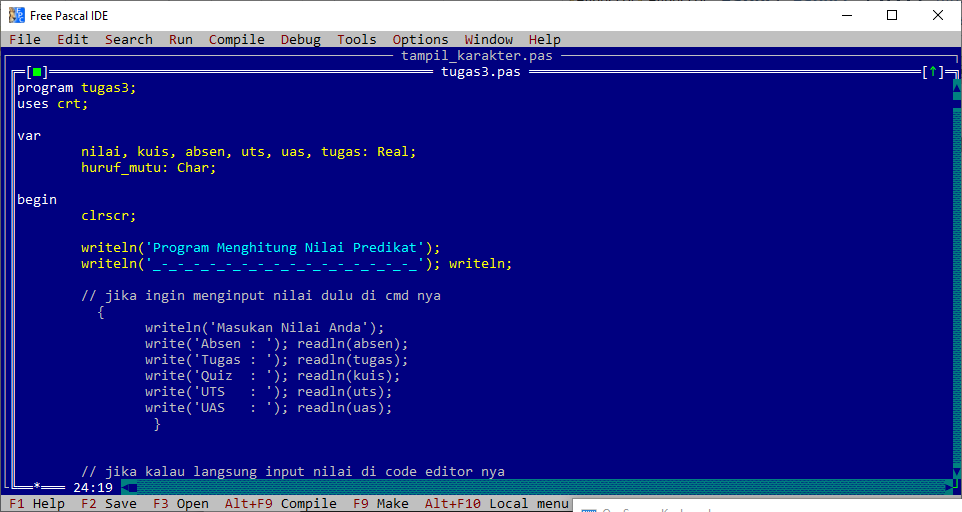 Free Pascal IDE
File Edit Search Run Compile Debug Tools Options Window Help
tampil_karakter.pas
[■] tugas3.pas [↑]
program tugas3;
uses crt;
var
nilai, kuis, absen, uts, uas, tugas: Real;
huruf_mutu: Char;
begin
clrscr;
writeln('Program Menghitung Nilai Predikat');
writeln('_-_-_-_-_-_-_-_-_-_-_-_-_-_-_-_-_'); writeln;
// jika ingin menginput nilai dulu di cmd nya
{
writeln('Masukan Nilai Anda');
write('Absen : '); readln(absen);
write('Tugas : '); readln(tugas);
write('Quiz  : '); readln(kuis);
write('UTS   : '); readln(uts);
write('UAS   : '); readln(uas);
}
// jika kalau langsung input nilai di code editor nya
* 24:19
F1 Help F2 Save F3 Open Alt+F9 Compile F9 Make Alt+F10 Local menu